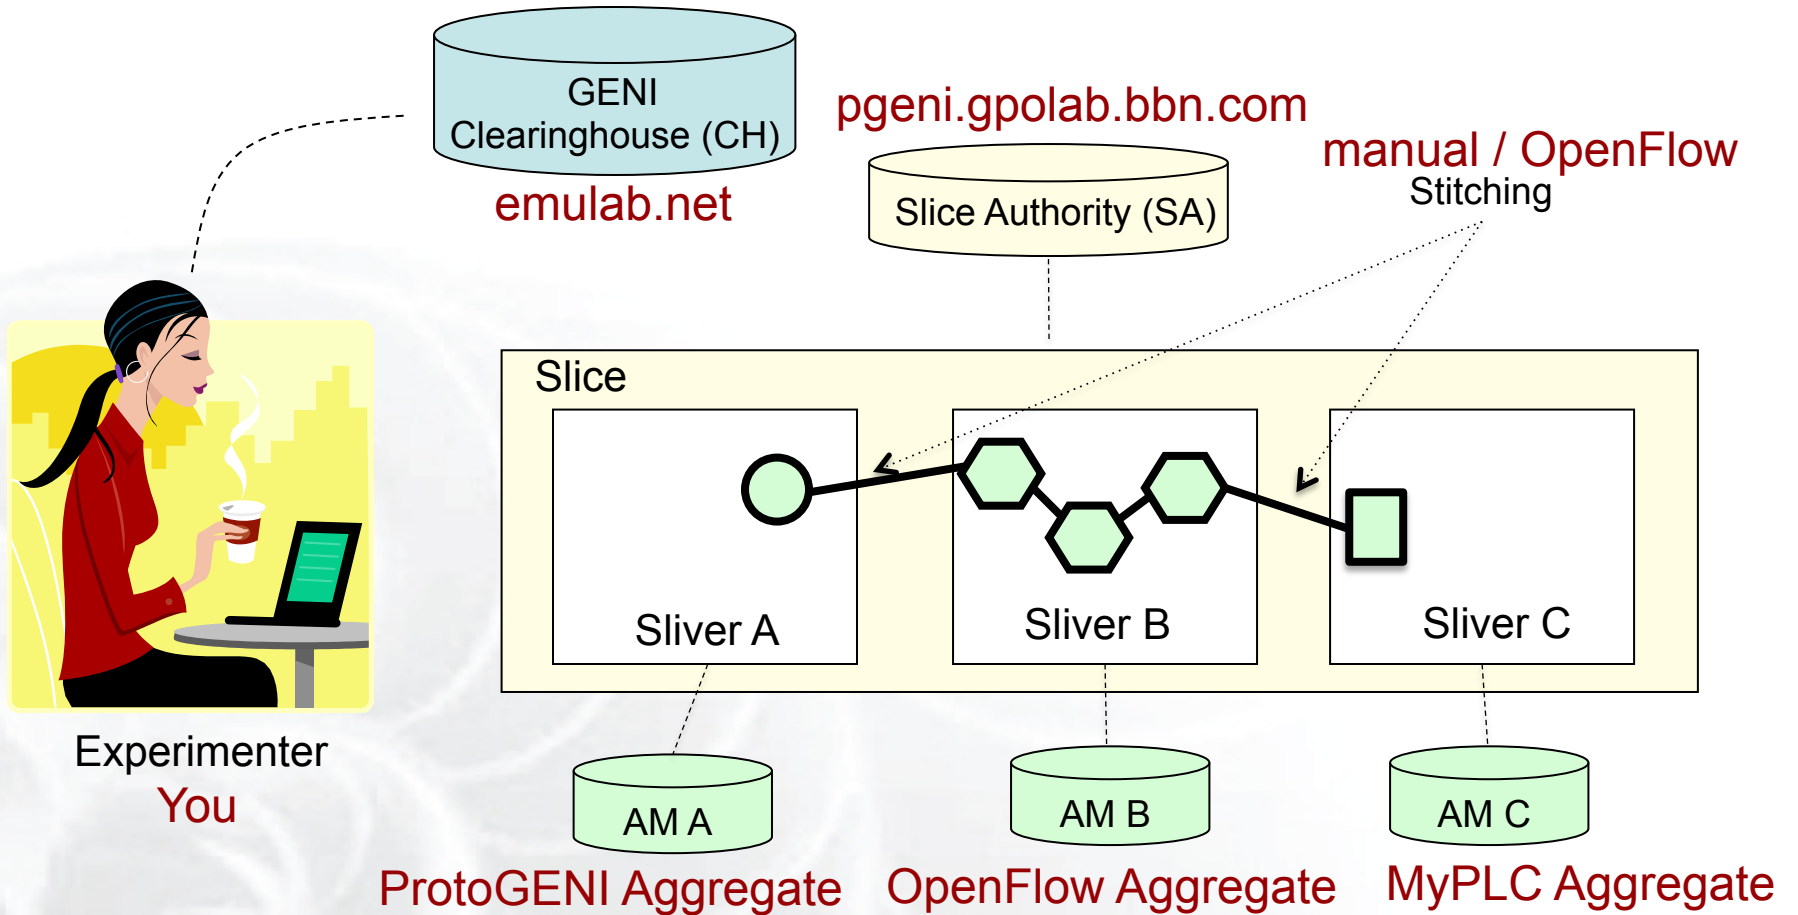 GENI
Clearinghouse (CH)
emulab.net
pgeni.gpolab.bbn.com
Slice Authority (SA)
manual / OpenFlow
Stitching
Slice
Sliver A
Sliver B
Sliver C
Experimenter
You
AM A
AM B
AM C
ProtoGENI Aggregate
OpenFlow Aggregate
MyPLC Aggregate